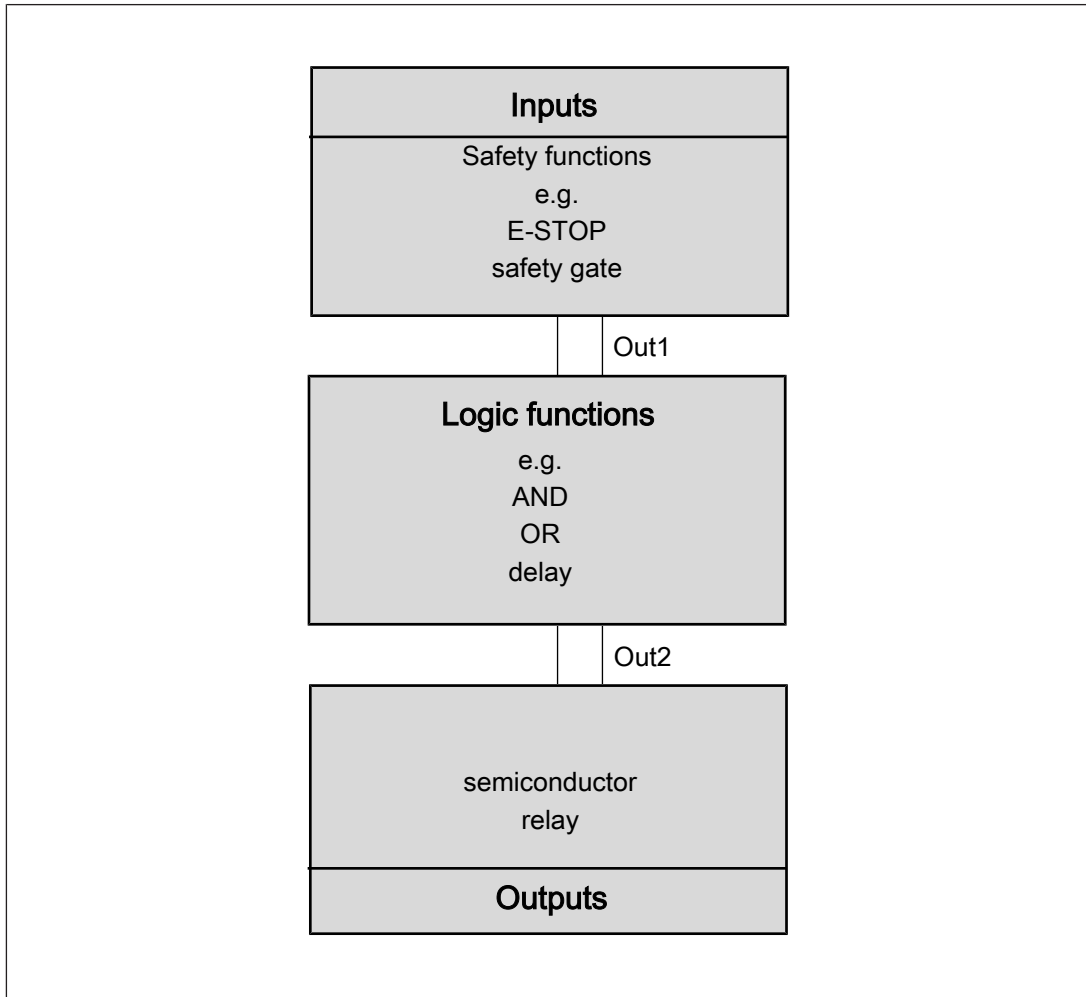 Inputs
Safety functions
e.g.
E-STOP
safety gate
Out1
Logic functions
e.g.
AND
OR
delay
Out2
semiconductor
relay
Outputs